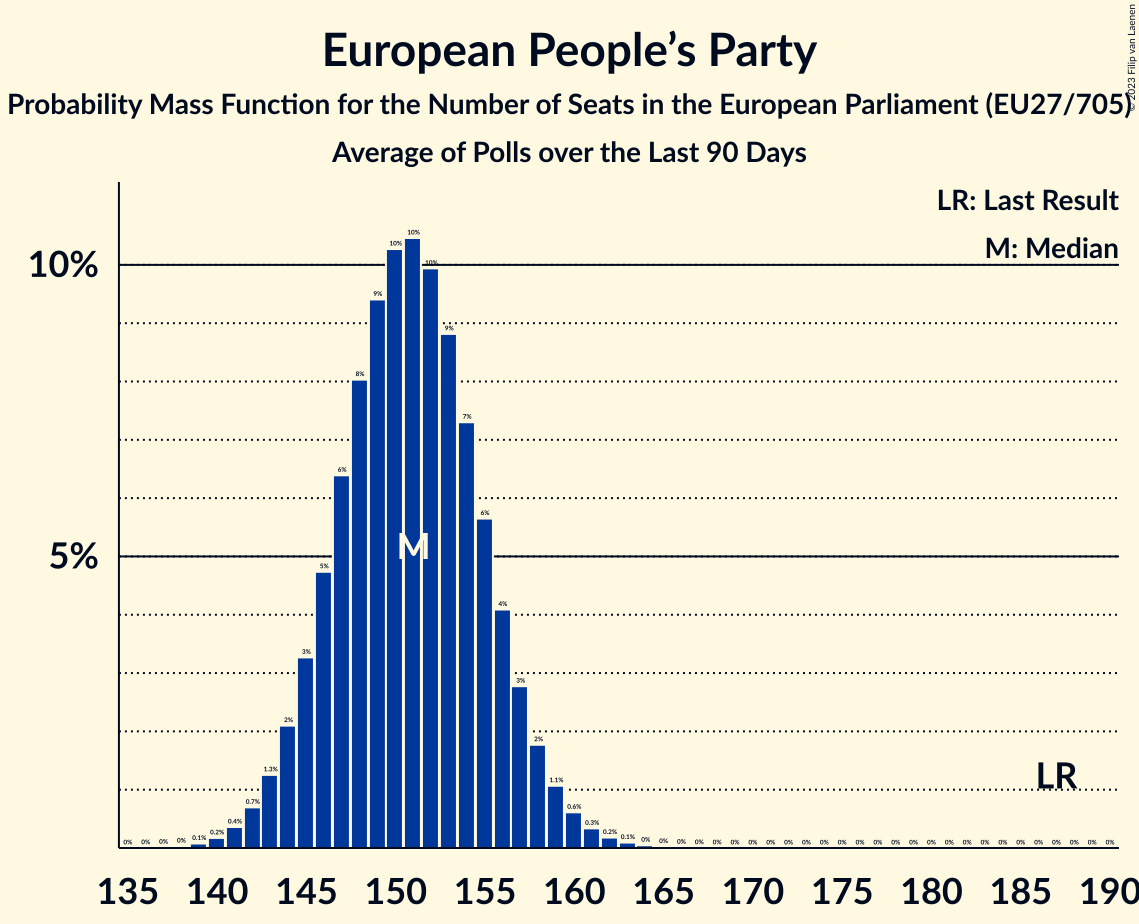 European People’s Party
Probability Mass Function for the Number of Seats in the European Parliament (EU27/705)
Average of Polls over the Last 90 Days
© 2023 Filip van Laenen
LR: Last Result
M: Median
10%
5%
0% 0% 0% 0% 0.1% 0.2% 0.4% 0.7% 1.3% 2% 3% 5% 6% 8% 9% 10% 10% 10% 9% 7% 6% 4% 3% 2% 1.1% 0.6% 0.3% 0.2% 0.1% 0% 0% 0% 0% 0% 0% 0% 0% 0% 0% 0% 0% 0% 0% 0% 0% 0% 0% 0% 0% 0% 0% 0% 0% 0% 0% 0%
M
LR
135 140 145 150 155 160 165 170 175 180 185 190